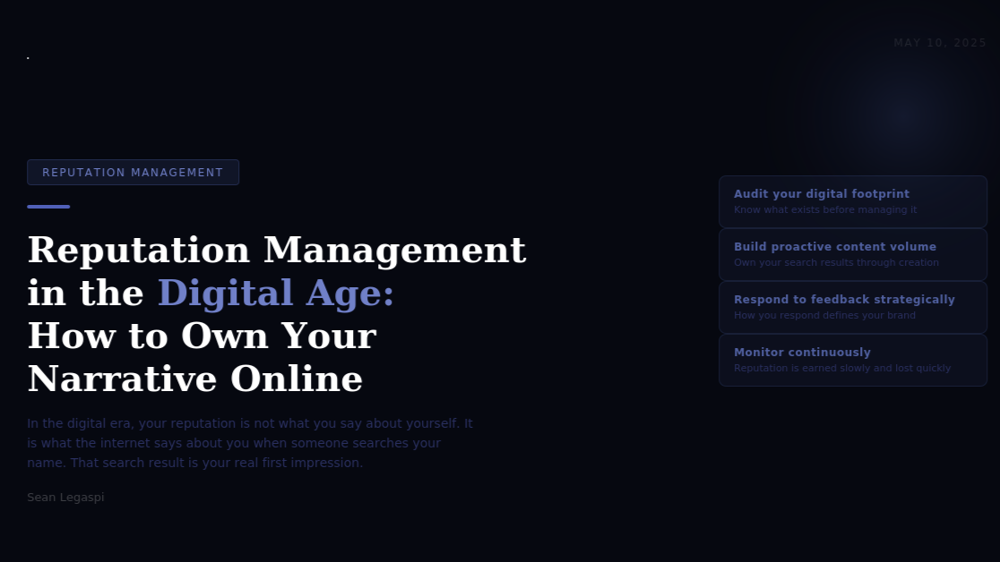 MAY 10, 2025
.
REPUTATION MANAGEMENT
Reputation Management
in the Digital Age:
How to Own Your
Narrative Online
In the digital era, your reputation is not what you say about yourself. It
is what the internet says about you when someone searches your
name. That search result is your real first impression.
Sean Legaspi
Audit your digital footprint
Know what exists before managing it
Build proactive content volume
Own your search results through creation
Respond to feedback strategically
How you respond defines your brand
Monitor continuously
Reputation is earned slowly and lost quickly